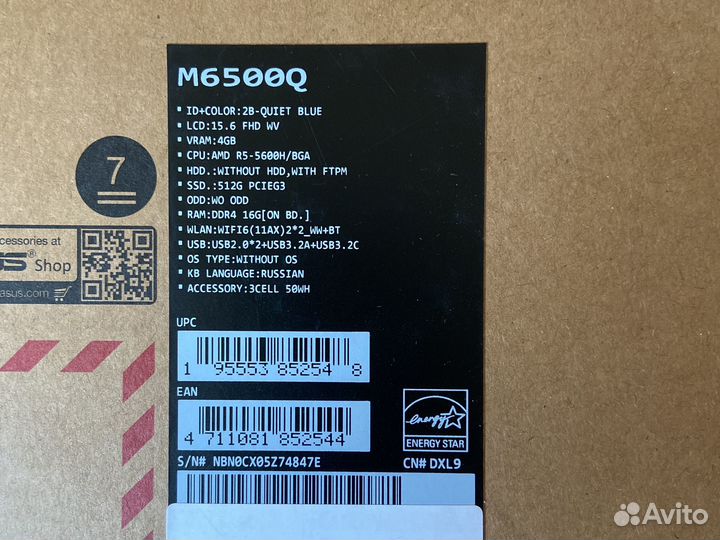 M6500Q
• ID+COLOR:2B-QUIET BLUE
• LCD:15.6 FHD WV
• VRAM:4GB
• CPU:AMD R5-5600H/BGA
• HDD.:WITHOUT HDD,WITH FTPM
• SSD.:512G PCIEG3
• ODD:WO ODD
• RAM:DDR4 16G[ON BD.]
• WLAN:WIFI6(11AX)2*2_WW+BT
• USB:USB2.0*2+USB3.2A+USB3.2C
• OS TYPE:WITHOUT OS
• KB LANGUAGE:RUSSIAN
• ACCESSORY:3CELL 50WH
7
cessories at
US® Shop
asus.com
UPC
1 95553 85254 8
EAN
4 711081 852544
energy
ENERGY STAR
S/N# NBN0CX05Z74847E
CN# DXL9
Avito